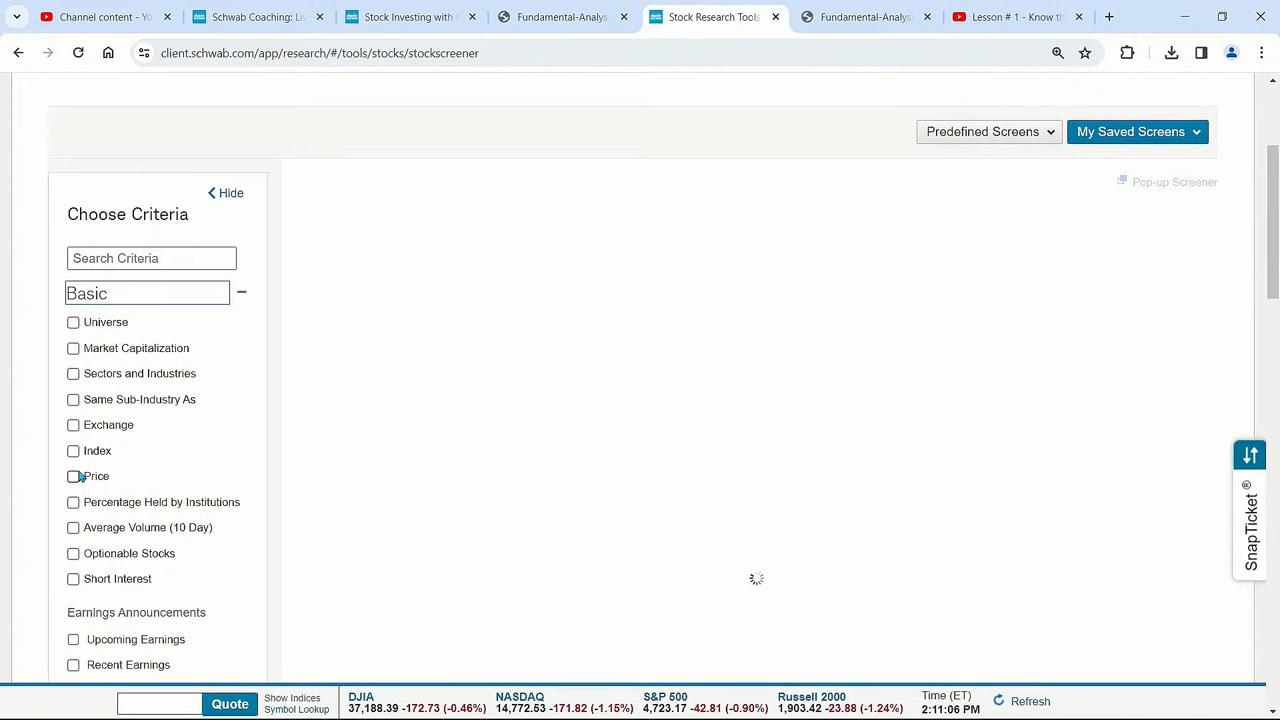 Channel content - Yo
Schwab Coaching: Li
Stock Investing with
Fundamental-Analys
Stock Research Tools
Fundamental-Analys
Lesson # 1 - Know th
client.schwab.com/app/research/#/tools/stocks/stockscreener
Predefined Screens
My Saved Screens
Hide
Pop-up Screener
Choose Criteria
Search Criteria
Basic
Universe
Market Capitalization
Sectors and Industries
Same Sub-Industry As
Exchange
Index
Price
Percentage Held by Institutions
Average Volume (10 Day)
Optionable Stocks
Short Interest
Earnings Announcements
Upcoming Earnings
Recent Earnings
SnapTicket ®
Quote
Show Indices
Symbol Lookup
DJIA
37,188.39 -172.73 (-0.46%)
NASDAQ
14,772.53 -171.82 (-1.15%)
S&P 500
4,723.17 -42.81 (-0.90%)
Russell 2000
1,903.42 -23.88 (-1.24%)
Time (ET)
2:11:06 PM
Refresh